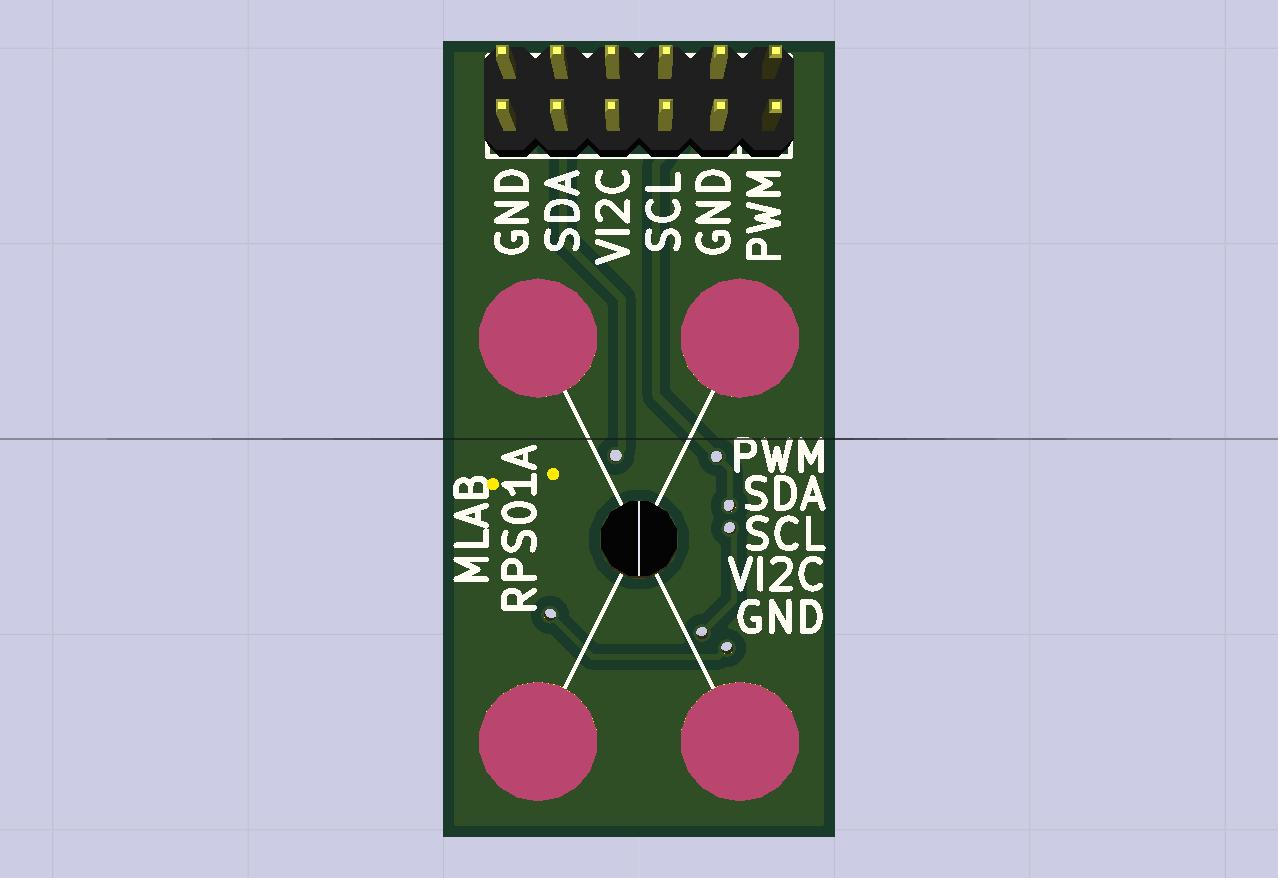 GND
SDA
VI2C
SCL
GND
PWM
MLAB
RPS01A
PWM
SDA
SCL
VI2C
GND